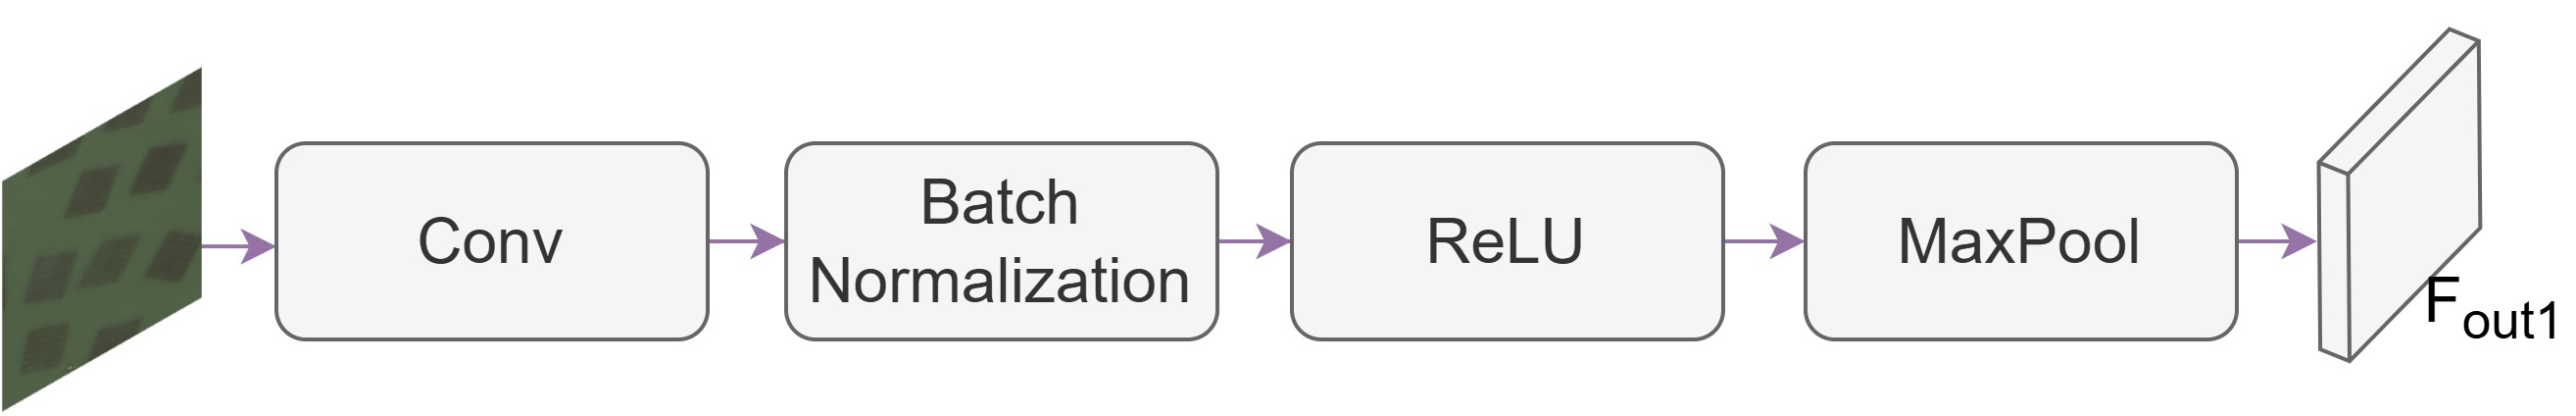 Conv
Batch
Normalization
ReLU
MaxPool
Fout1